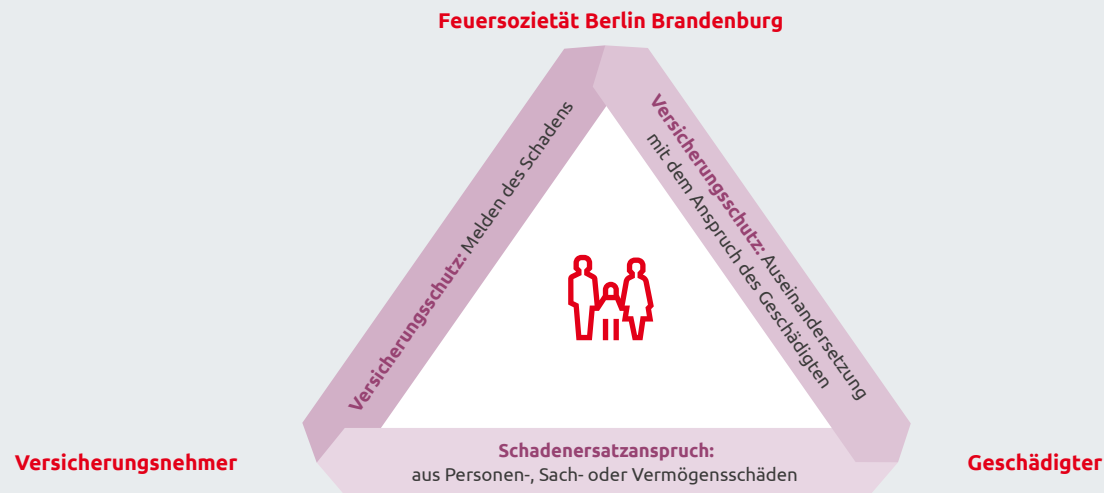 Feuersozietät Berlin Brandenburg
Versicherungsschutz: Melden des Schadens
Versicherungsschutz: Auseinandersetzung
mit dem Anspruch des Geschädigten
Versicherungsnehmer
Schadenersatzanspruch:
aus Personen-, Sach- oder Vermögensschäden
Geschädigter